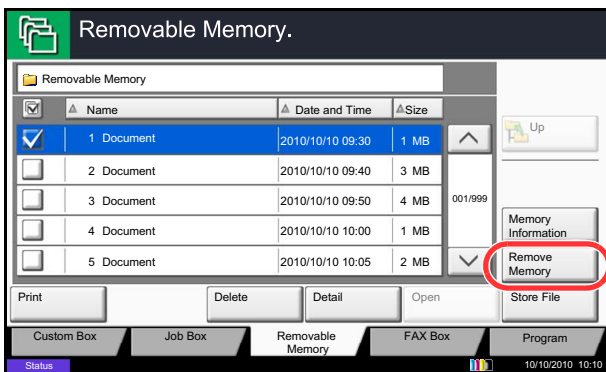 Removable Memory.
Removable Memory
Name Date and Time Size
1 Document 2010/10/10 09:30 1 MB
Up
2 Document 2010/10/10 09:40 3 MB
3 Document 2010/10/10 09:50 4 MB
001/999
4 Document 2010/10/10 10:00 1 MB
Memory
Information
5 Document 2010/10/10 10:05 2 MB
Remove
Memory
Print Delete Detail Open Store File
Custom Box Job Box Removable
Memory FAX Box Program
Status 10/10/2010 10:10